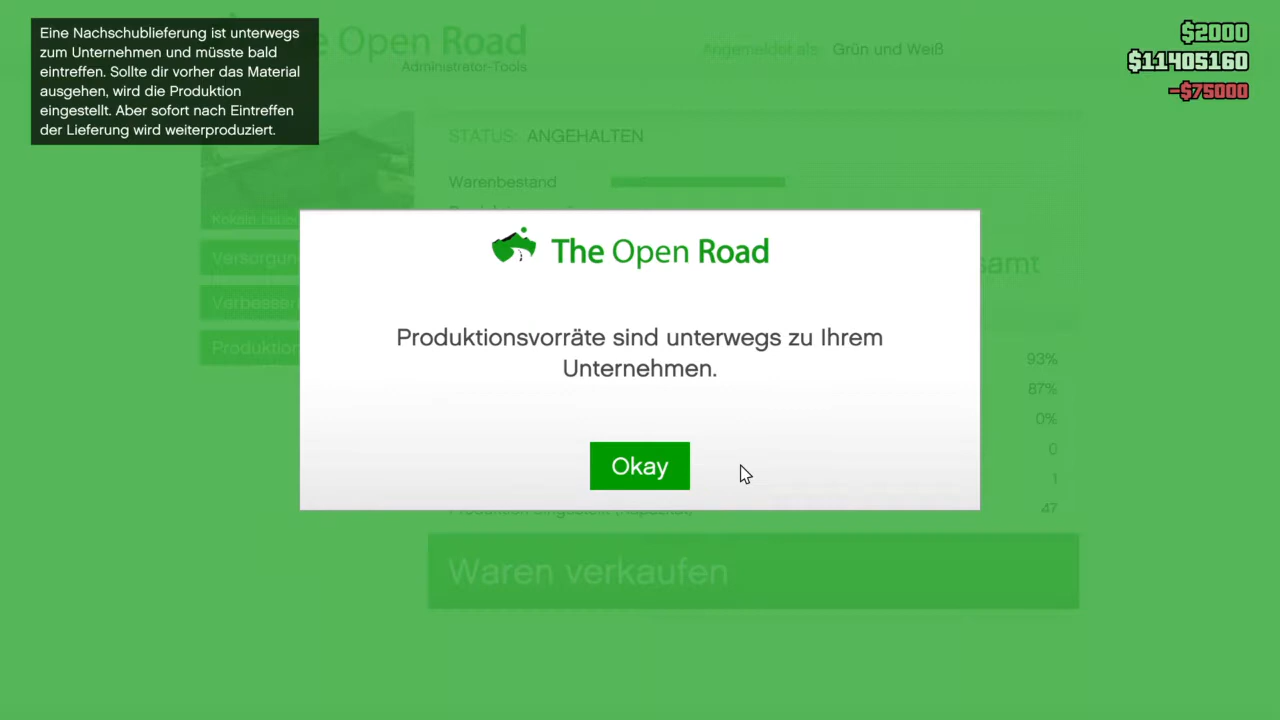 Eine Nachschublieferung ist unterwegs
zum Unternehmen und müsste bald
eintreffen. Sollte dir vorher das Material
ausgehen, wird die Produktion
eingestellt. Aber sofort nach Eintreffen
der Lieferung wird weiterproduziert.
The Open Road
Administrator-Tools
Angemeldet als: Grün und Weiß
$2000
$11405160
-$75000
STATUS: ANGEHALTEN
Warenbestand
The Open Road
Produktionsvorräte sind unterwegs zu Ihrem
Unternehmen.
Okay
93%
87%
0%
0
1
47
Waren verkaufen